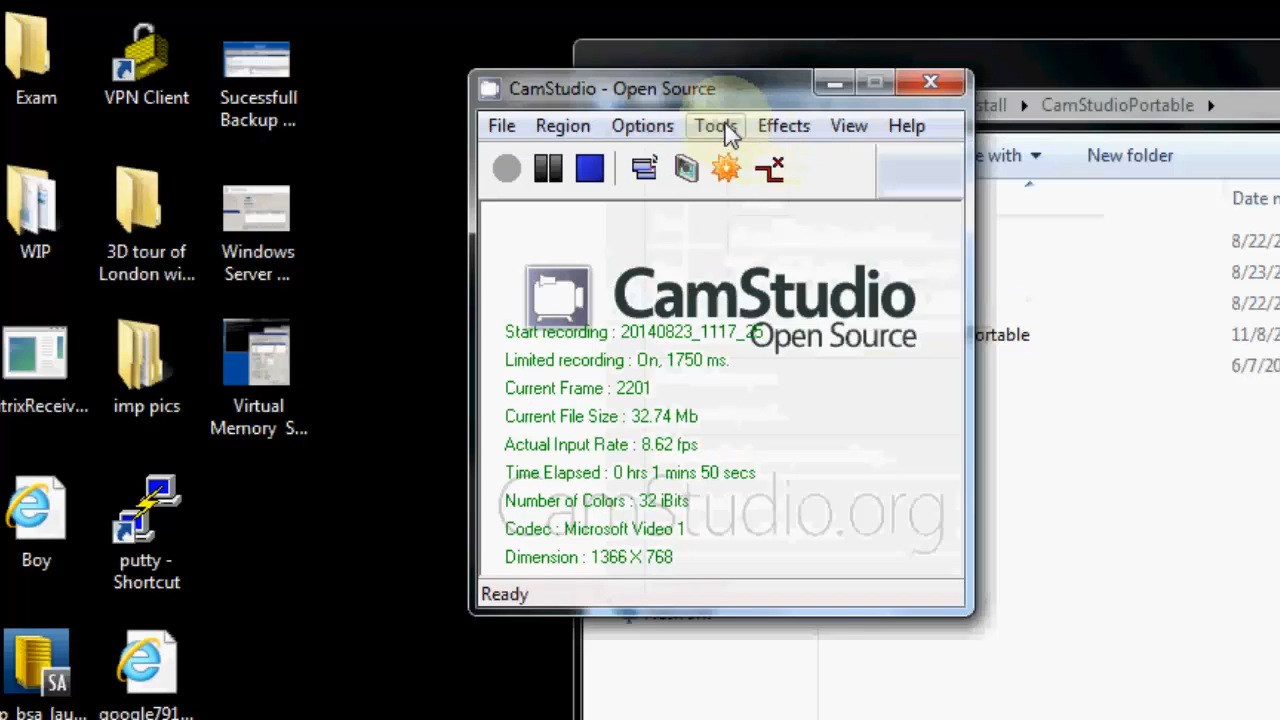 Exam
VPN Client
Sucessfull
Backup ...
WIP
3D tour of
London wi...
Windows
Server ...
trixReceiv...
imp pics
Virtual
Memory S...
Boy
putty -
Shortcut
SA
google791...
CamStudio - Open Source
File Region Options Tools Effects View Help
CamStudio
Open Source
Start recording : 20140823_1117_25
Limited recording : On, 1750 ms.
Current Frame : 2201
Current File Size : 32.74 Mb
Actual Input Rate : 8.62 fps
Time Elapsed : 0 hrs 1 mins 50 secs
Number of Colors : 32 iBits
Codec : Microsoft Video 1
Dimension : 1366 X 768
CamStudio.org
Ready
stall CamStudioPortable
e with New folder
Date
8/22/2
8/23/2
8/22/2
ortable 11/8/2
6/7/20